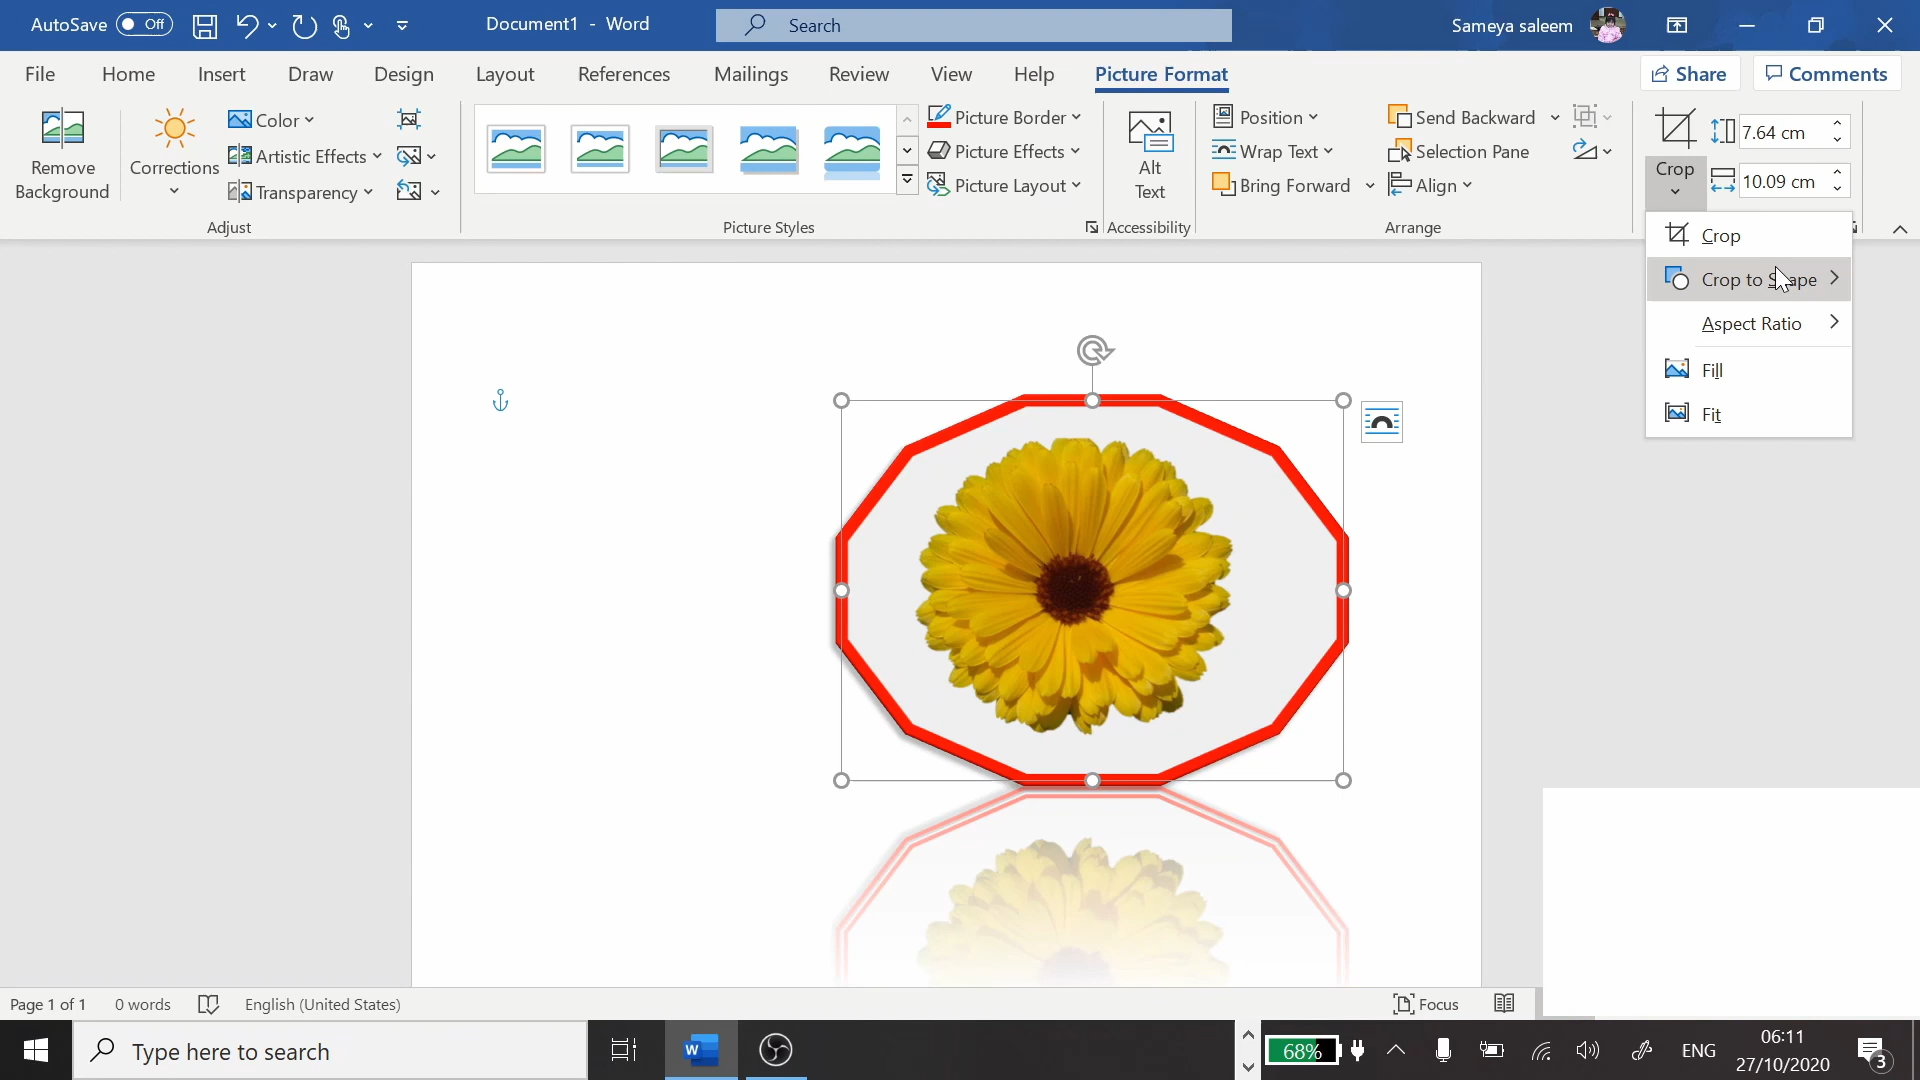 AutoSave Off Document1 - Word Search Sameya saleem
File Home Insert Draw Design Layout References Mailings Review View Help Picture Format Share Comments
Remove Background
Corrections
Color
Artistic Effects
Transparency
Adjust
Picture Styles
Picture Border
Picture Effects
Picture Layout
Alt Text
Accessibility
Position
Wrap Text
Bring Forward
Send Backward
Selection Pane
Align
Arrange
Crop
7.64 cm
10.09 cm
Crop
Crop to Shape
Aspect Ratio
Fill
Fit
Page 1 of 1 0 words English (United States) Focus
Type here to search W 68% ENG 06:11
27/10/2020 3